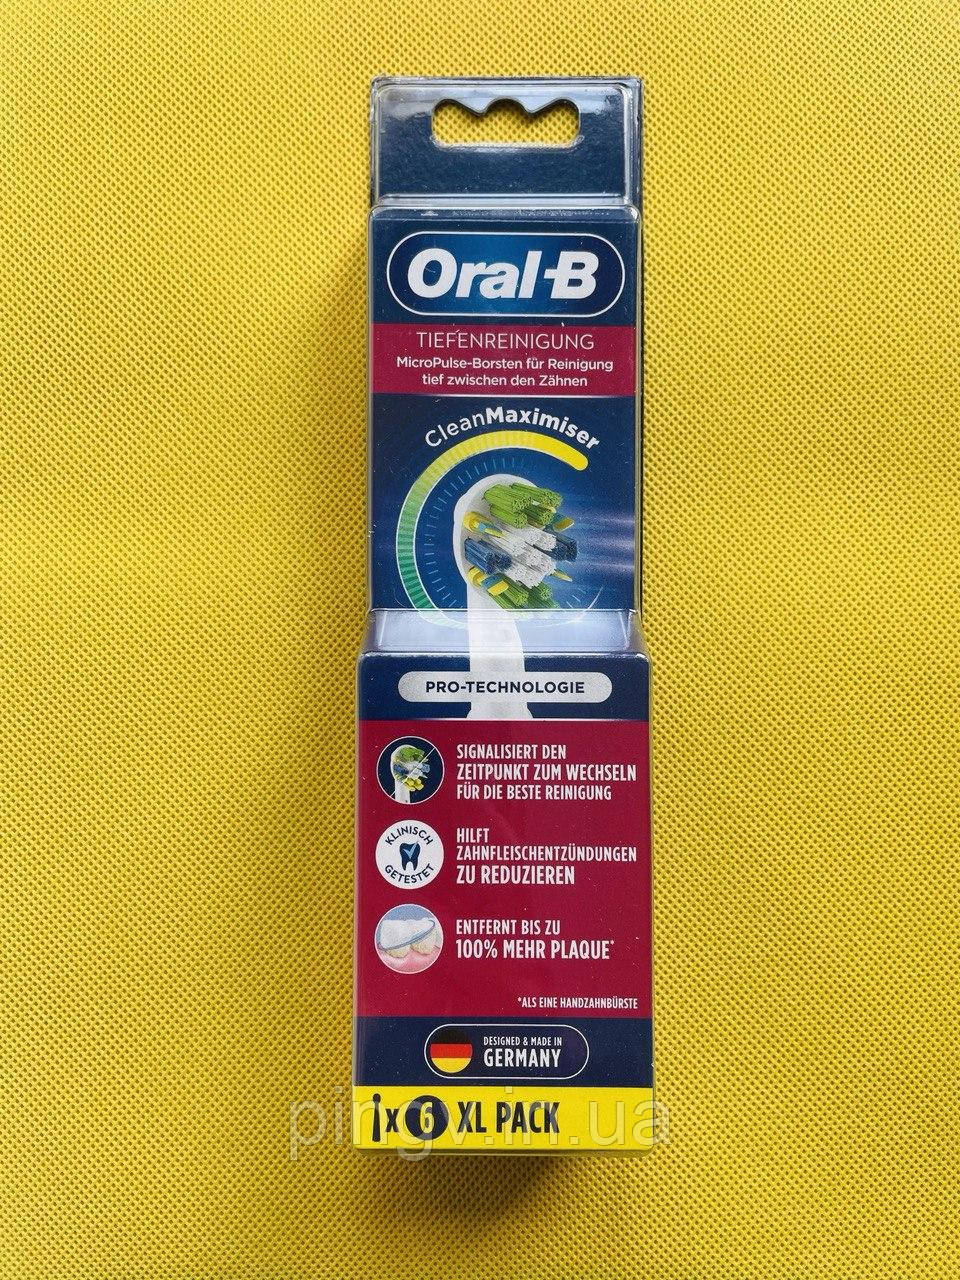 Oral-B
TIEFENREINIGUNG
MicroPulse-Borsten für Reinigung
tief zwischen den Zähnen
CleanMaximiser
PRO-TECHNOLOGIE
SIGNALISIERT DEN
ZEITPUNKT ZUM WECHSELN
FÜR DIE BESTE REINIGUNG
KLINISCH
GETESTET
HILFT
ZAHNFLEISCHENTZÜNDUNGEN
ZU REDUZIEREN
ENTFERNT BIS ZU
100% MEHR PLAQUE*
*ALS EINE HANDZAHNBÜRSTE
DESIGNED & MADE IN
GERMANY
x 6 XL PACK
pingv.in.ua